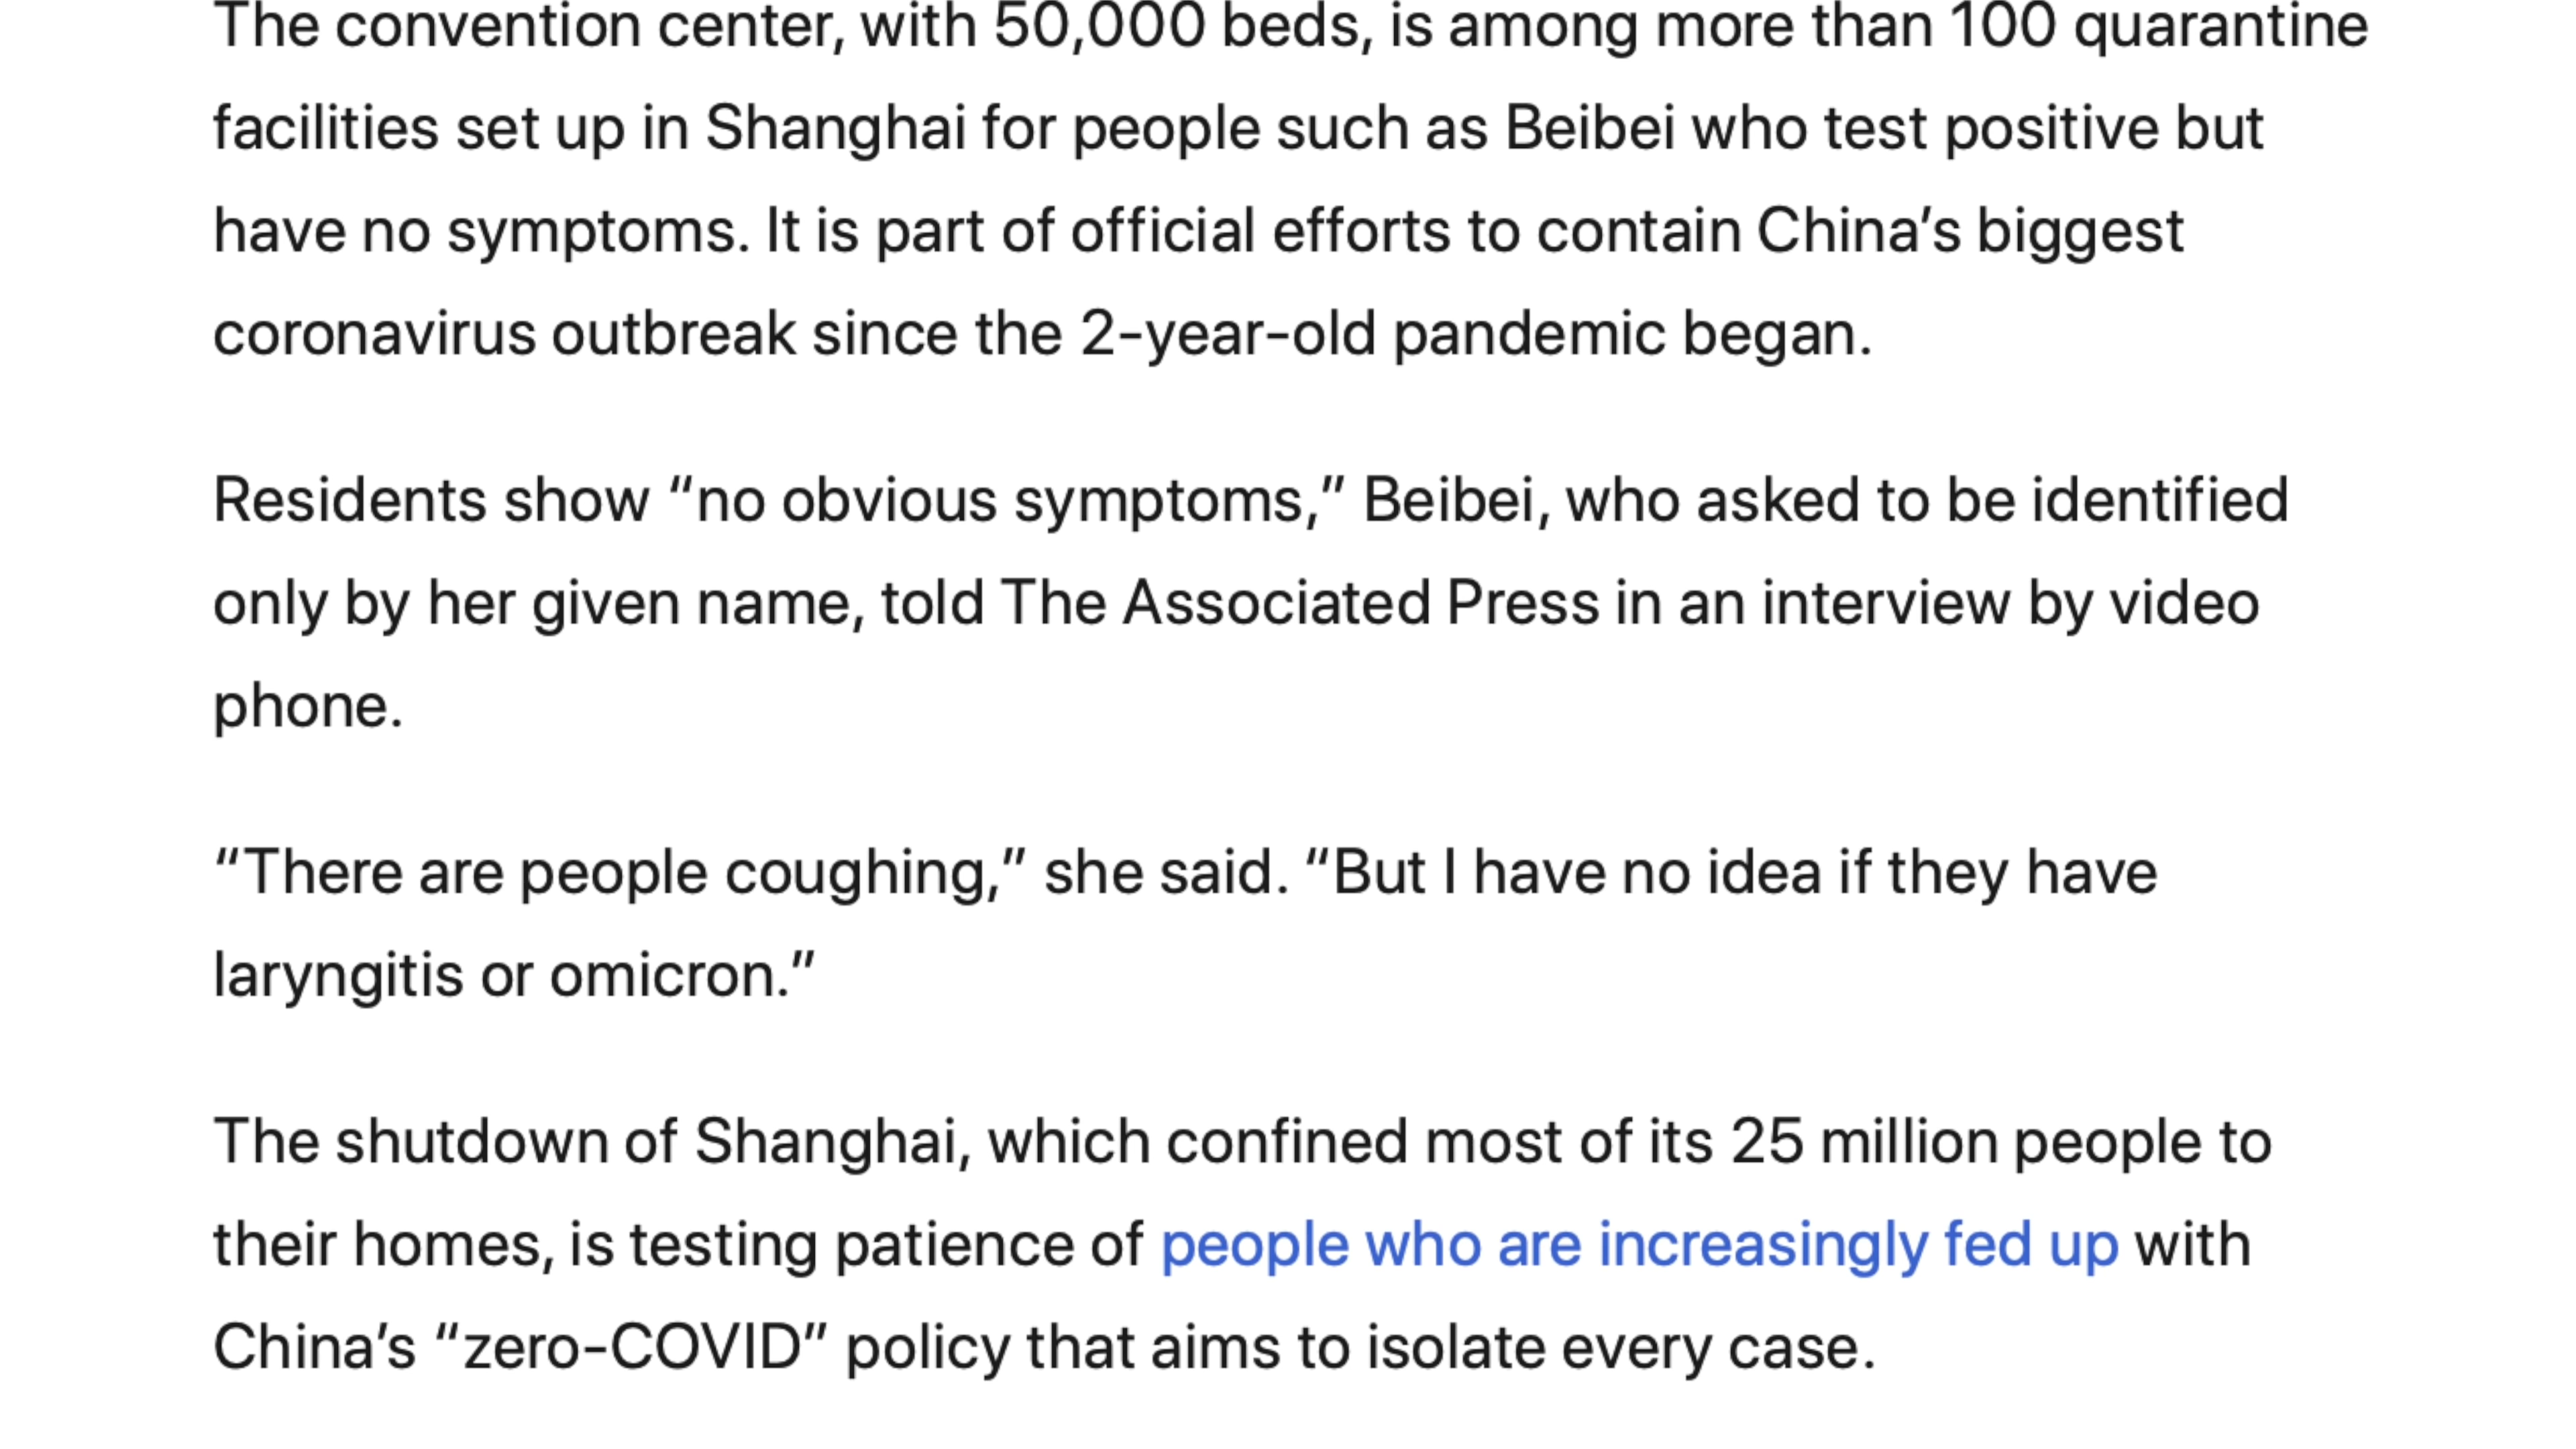 The convention center, with 50,000 beds, is among more than 100 quarantine
facilities set up in Shanghai for people such as Beibei who test positive but
have no symptoms. It is part of official efforts to contain China’s biggest
coronavirus outbreak since the 2-year-old pandemic began.
Residents show “no obvious symptoms,” Beibei, who asked to be identified
only by her given name, told The Associated Press in an interview by video
phone.
“There are people coughing,” she said. “But I have no idea if they have
laryngitis or omicron.”
The shutdown of Shanghai, which confined most of its 25 million people to
their homes, is testing patience of people who are increasingly fed up with
China’s “zero-COVID” policy that aims to isolate every case.